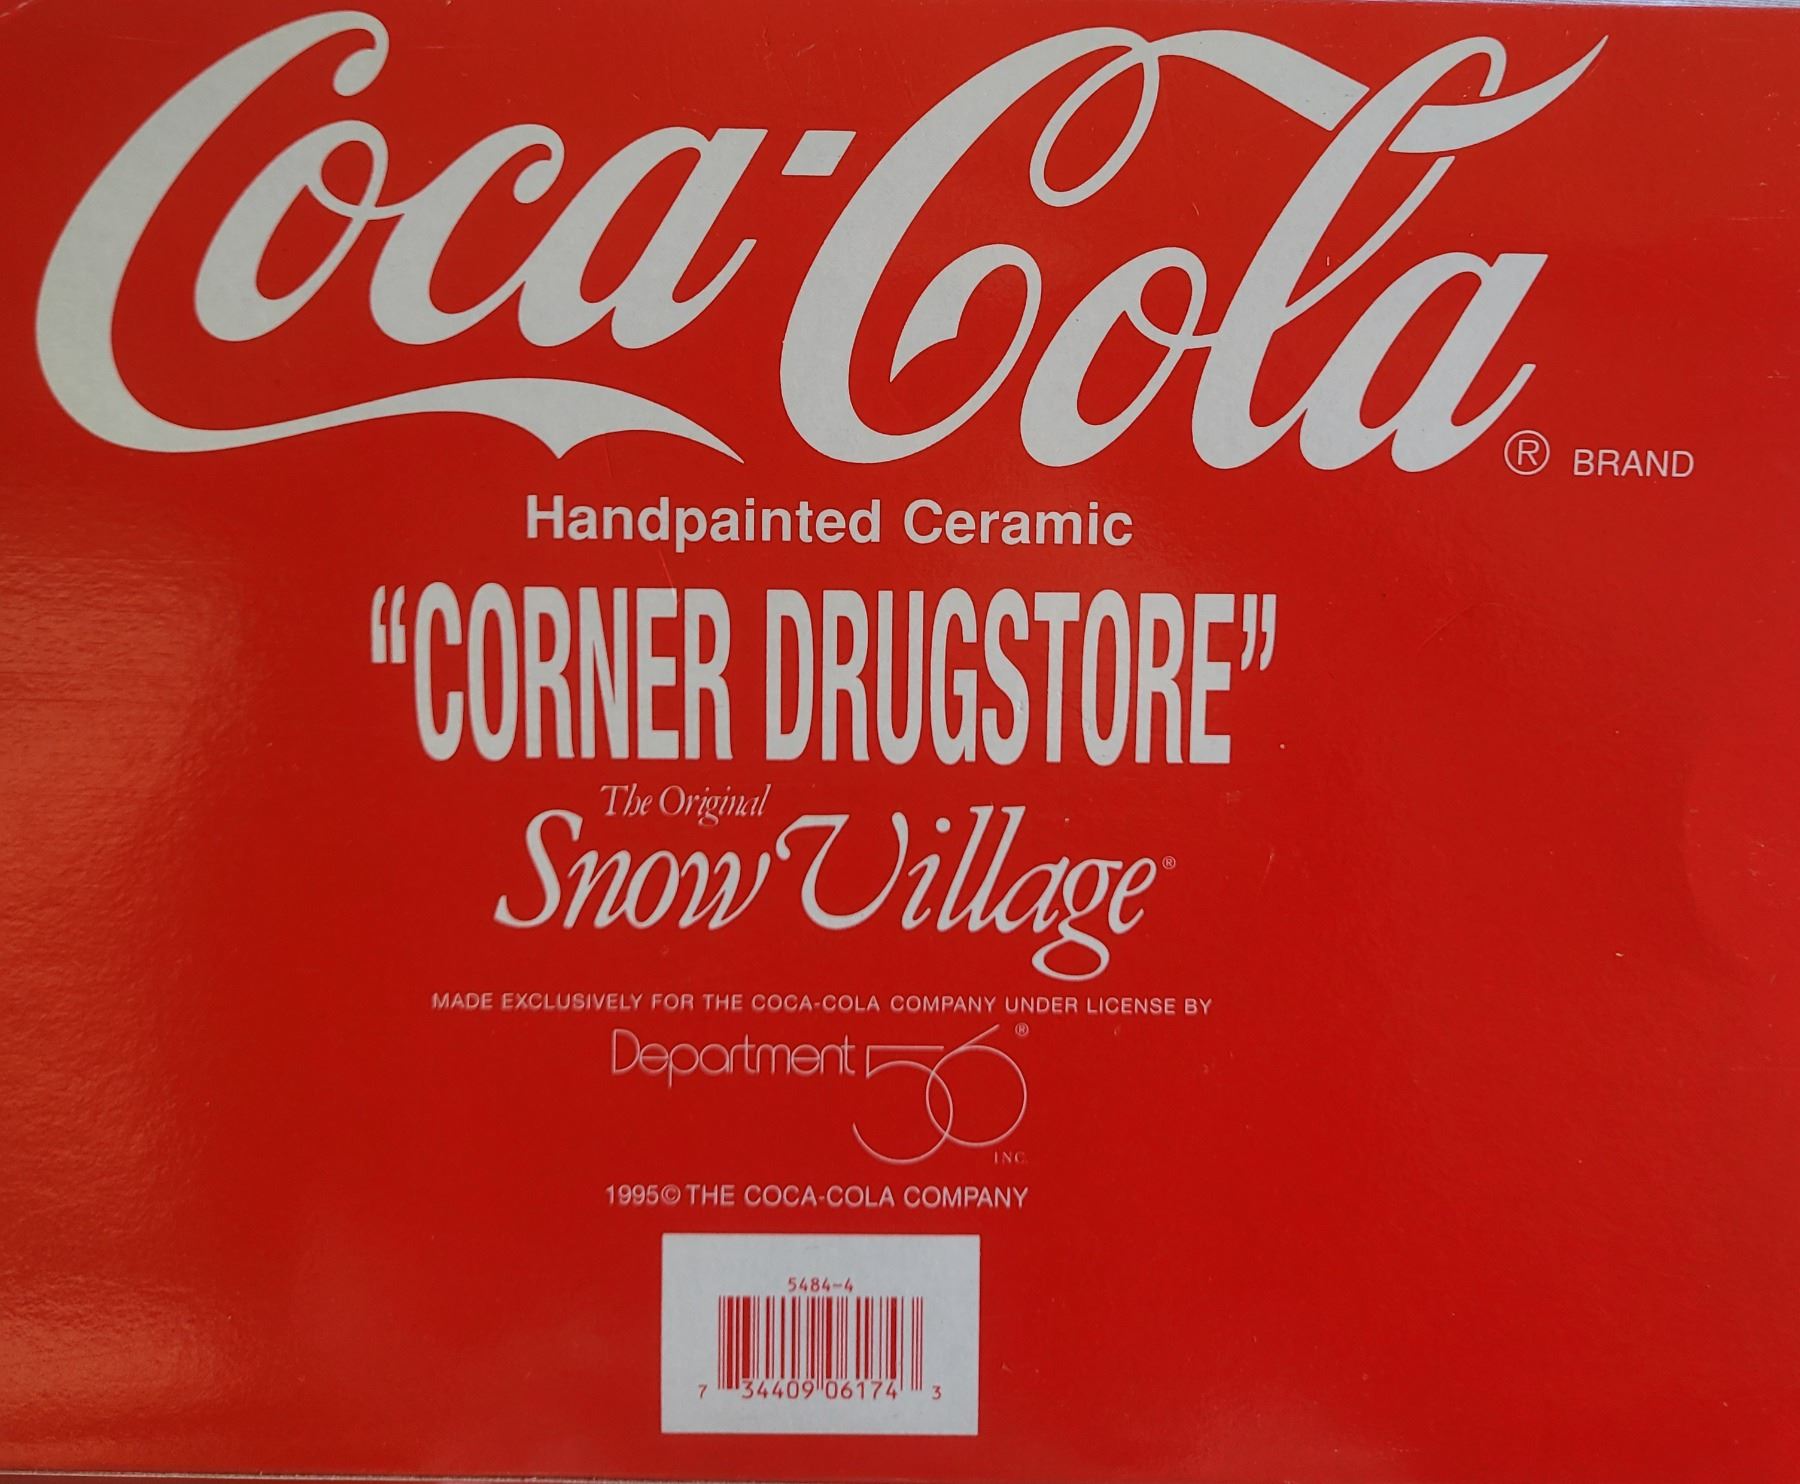 Coca-Cola® BRAND
Handpainted Ceramic
“CORNER DRUGSTORE”
The Original
Snow Village®
MADE EXCLUSIVELY FOR THE COCA-COLA COMPANY UNDER LICENSE BY
Department 56®
INC.
1995© THE COCA-COLA COMPANY
5484-4
7 34409 06174 3